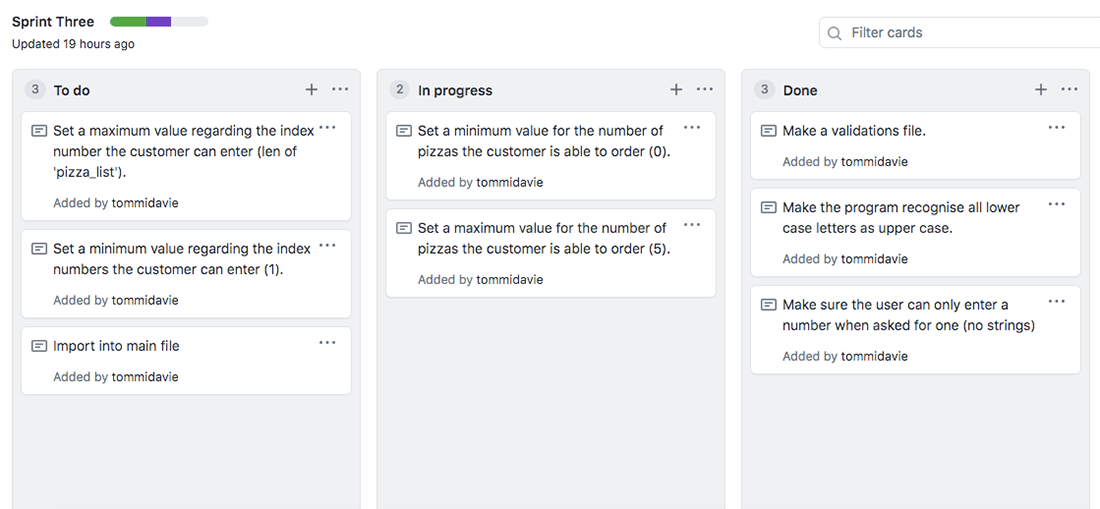 Sprint Three
Updated 19 hours ago
Filter cards
3 To do
Set a maximum value regarding the index
number the customer can enter (len of
'pizza_list').
Added by tommidavie
Set a minimum value regarding the index
numbers the customer can enter (1).
Added by tommidavie
Import into main file
Added by tommidavie
2 In progress
Set a minimum value for the number of
pizzas the customer is able to order (0).
Added by tommidavie
Set a maximum value for the number of
pizzas the customer is able to order (5).
Added by tommidavie
3 Done
Make a validations file.
Added by tommidavie
Make the program recognise all lower
case letters as upper case.
Added by tommidavie
Make sure the user can only enter a
number when asked for one (no strings)
Added by tommidavie